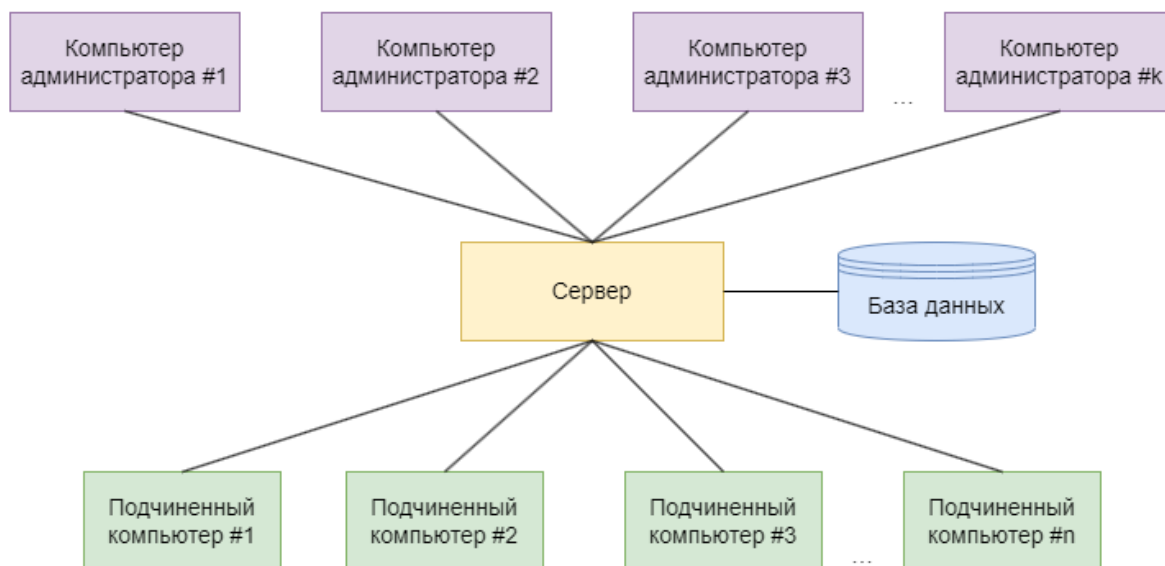 Компьютер
администратора #1
Компьютер
администратора #2
Компьютер
администратора #3
...
Компьютер
администратора #k
Сервер
База данных
Подчиненный
компьютер #1
Подчиненный
компьютер #2
Подчиненный
компьютер #3
...
Подчиненный
компьютер #n